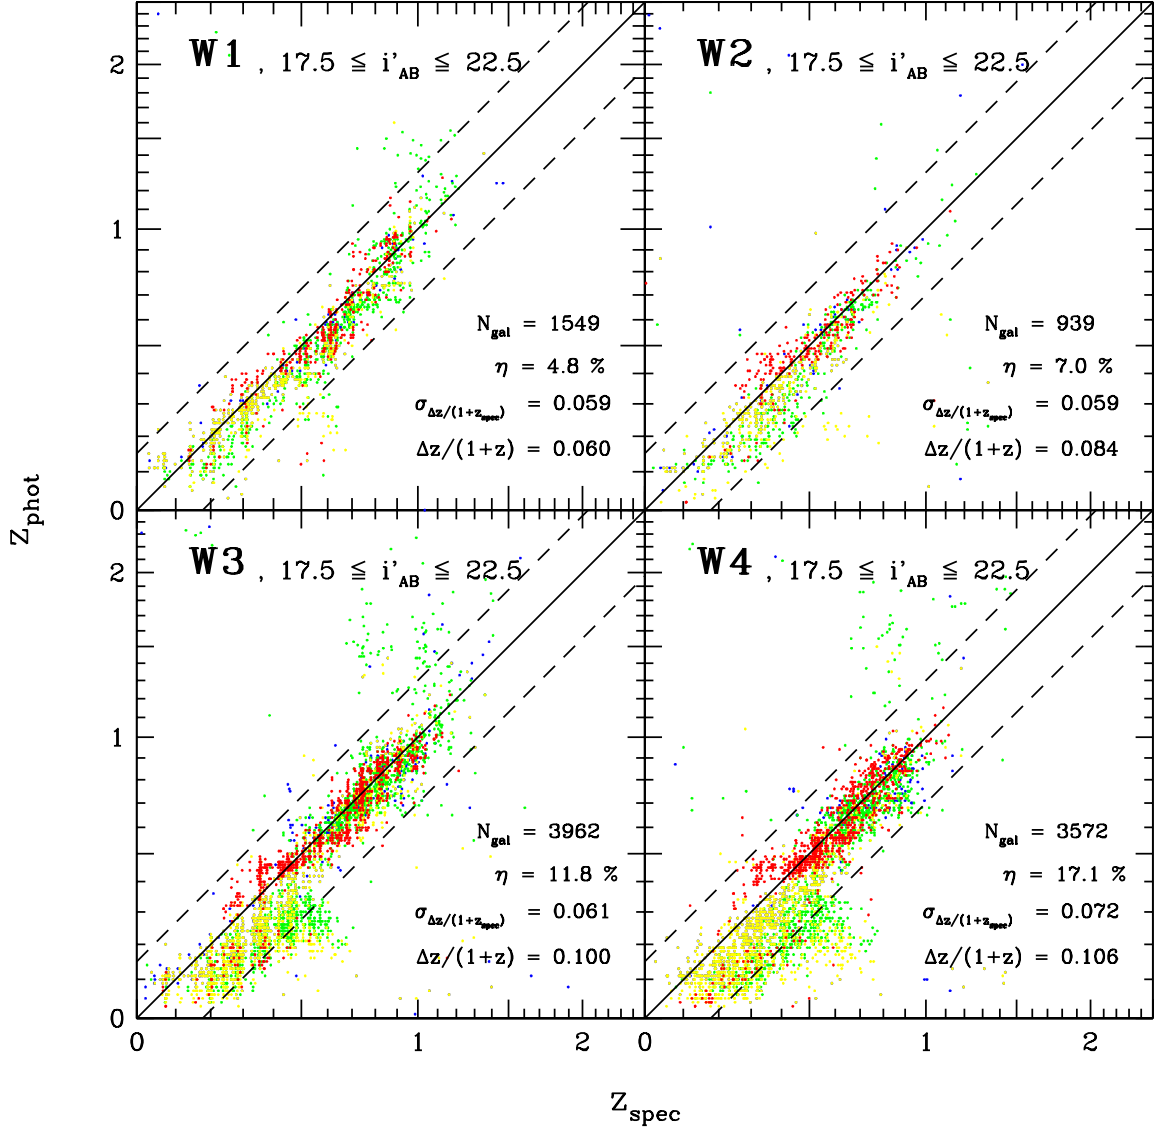 W1 , 17.5 ≦ i'AB ≦ 22.5
Ngal = 1549
η = 4.8 %
σΔz/(1+zspec) = 0.059
Δz/(1+z) = 0.060
W2 , 17.5 ≦ i'AB ≦ 22.5
Ngal = 939
η = 7.0 %
σΔz/(1+zspec) = 0.059
Δz/(1+z) = 0.084
2
1
0
Zphot
W3 , 17.5 ≦ i'AB ≦ 22.5
Ngal = 3962
η = 11.8 %
σΔz/(1+zspec) = 0.061
Δz/(1+z) = 0.100
W4 , 17.5 ≦ i'AB ≦ 22.5
Ngal = 3572
η = 17.1 %
σΔz/(1+zspec) = 0.072
Δz/(1+z) = 0.106
2
1
0
0 1 2 0 1 2
Zspec